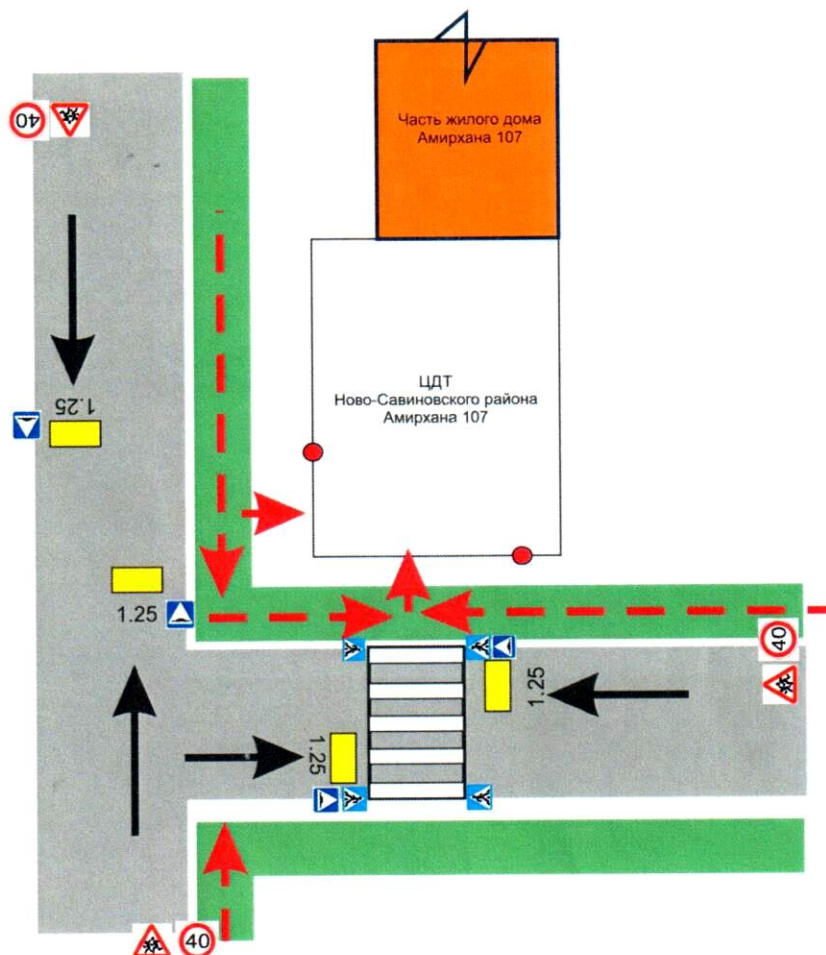 Часть жилого дома
Амирхана 107
40
ЦДТ
Ново-Савиновского района
Амирхана 107
1.25
1.25
40
1.25
1.25
40